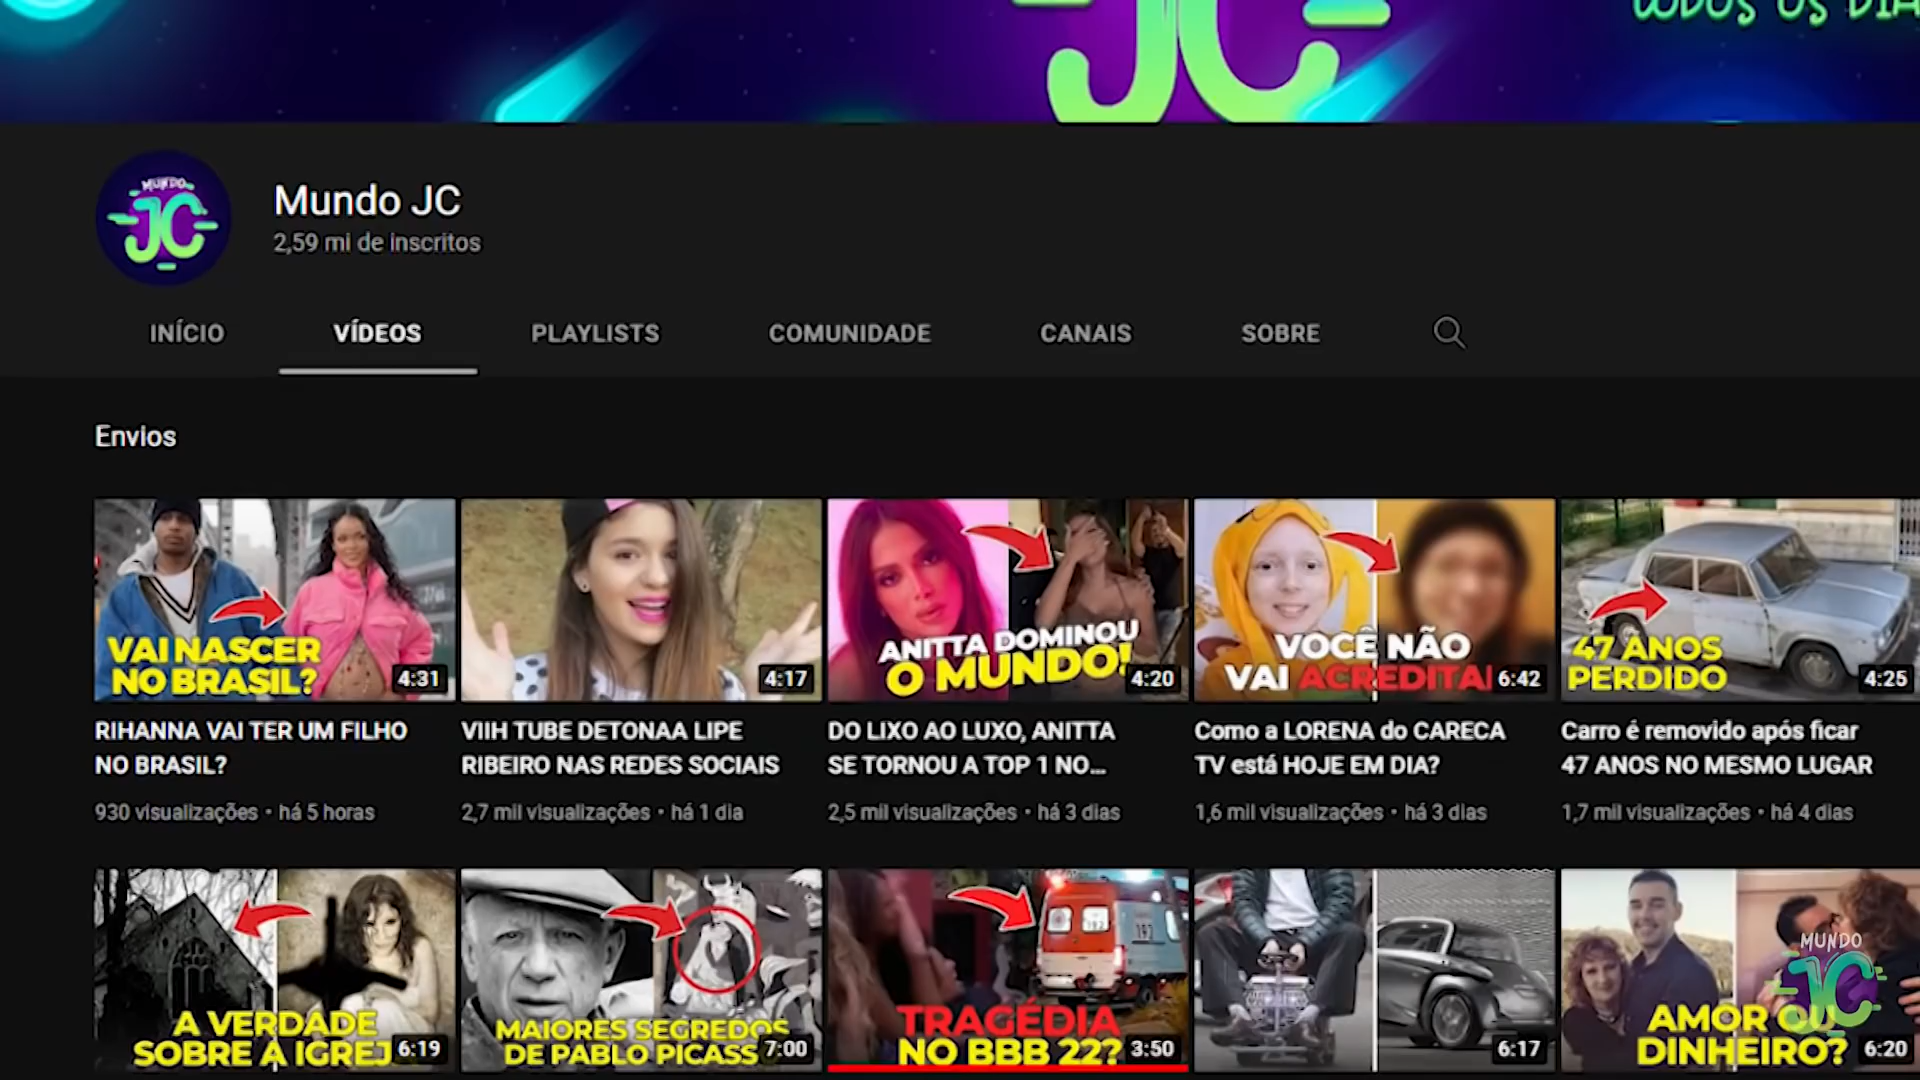 JC
MUNDO
JC
Mundo JC
2,59 mi de inscritos
INÍCIO
VÍDEOS
PLAYLISTS
COMUNIDADE
CANAIS
SOBRE
Envios
VAI NASCER
NO BRASIL?
4:31
4:17
ANITTA DOMINOU
O MUNDO!
4:20
VOCÊ NÃO
VAI ACREDITA
6:42
47 ANOS
PERDIDO
4:25
RIHANNA VAI TER UM FILHO
NO BRASIL?
930 visualizações • há 5 horas
VIIH TUBE DETONAA LIPE
RIBEIRO NAS REDES SOCIAIS
2,7 mil visualizações • há 1 dia
DO LIXO AO LUXO, ANITTA
SE TORNOU A TOP 1 NO...
2,5 mil visualizações • há 3 dias
Como a LORENA do CARECA
TV está HOJE EM DIA?
1,6 mil visualizações • há 3 dias
Carro é removido após ficar
47 ANOS NO MESMO LUGAR
1,7 mil visualizações • há 4 dias
A VERDADE
SOBRE A IGREJ
6:19
MAIORES SEGREDOS
DE PABLO PICASS
7:00
192
TRAGÉDIA
NO BBB 22?
3:50
6:17
AMOR OU
DINHEIRO?
6:20
MUNDO
JC